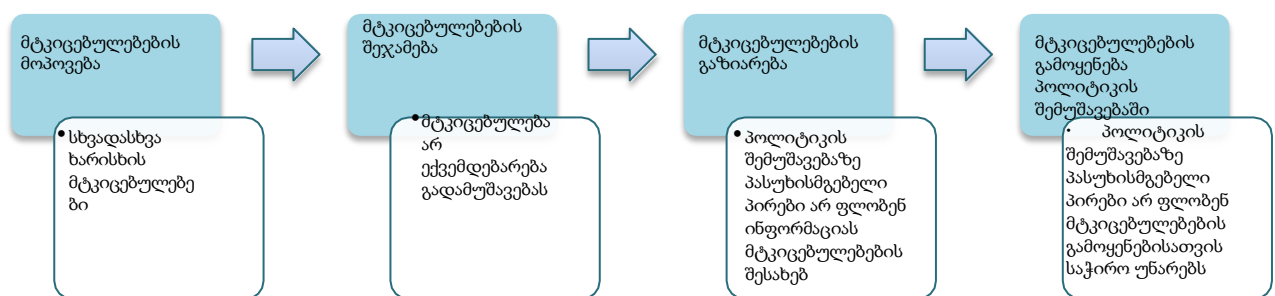 მტკიცებულებების
მოპოვება
• სხვადასხვა
ხარისხის
მტკიცებულებე
ბი
მტკიცებულებების
შეჯამება
• მტკიცებულება
არ
ექვემდებარება
გადამუშავებას
მტკიცებულებების
გაზიარება
• პოლიტიკის
შემუშავებაზე
პასუხისმგებელი
პირები არ ფლობენ
ინფორმაციას
მტკიცებულებების
შესახებ
მტკიცებულებების
გამოყენება
პოლიტიკის
შემუშავებაში
· პოლიტიკის
შემუშავებაზე
პასუხისმგებელი
პირები არ ფლობენ
მტკიცებულებების
გამოყენებისათვის
საჭირო უნარებს